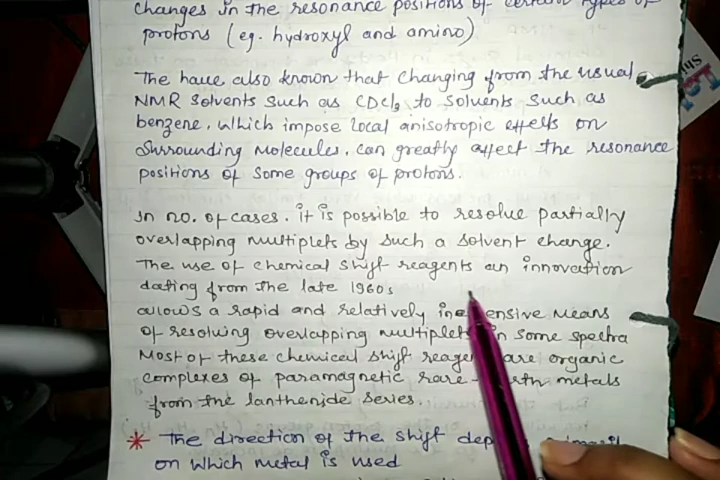 changes in the resonance positions of certain types of
protons (eg. hydroxyl and amino)
The have also known that changing from the usual
NMR Solvents such as CDCl3 to solvents such as
benzene. which impose local anisotropic effects on
Surrounding Molecules. can greatly affect the resonance
positions of some groups of protons.
In no. of cases. it is possible to resolve partially
overlapping multiplets by such a solvent change.
The use of chemical shift reagents an innovation
dating from the late 1960s
allows a rapid and relatively means
of resolving overlapping multiplets in some spectra
Most of these chemical shift are organic
complexes of paramagnetic rare - metals
from the lanthenide series.
* The direction of the shift
on which metal is used